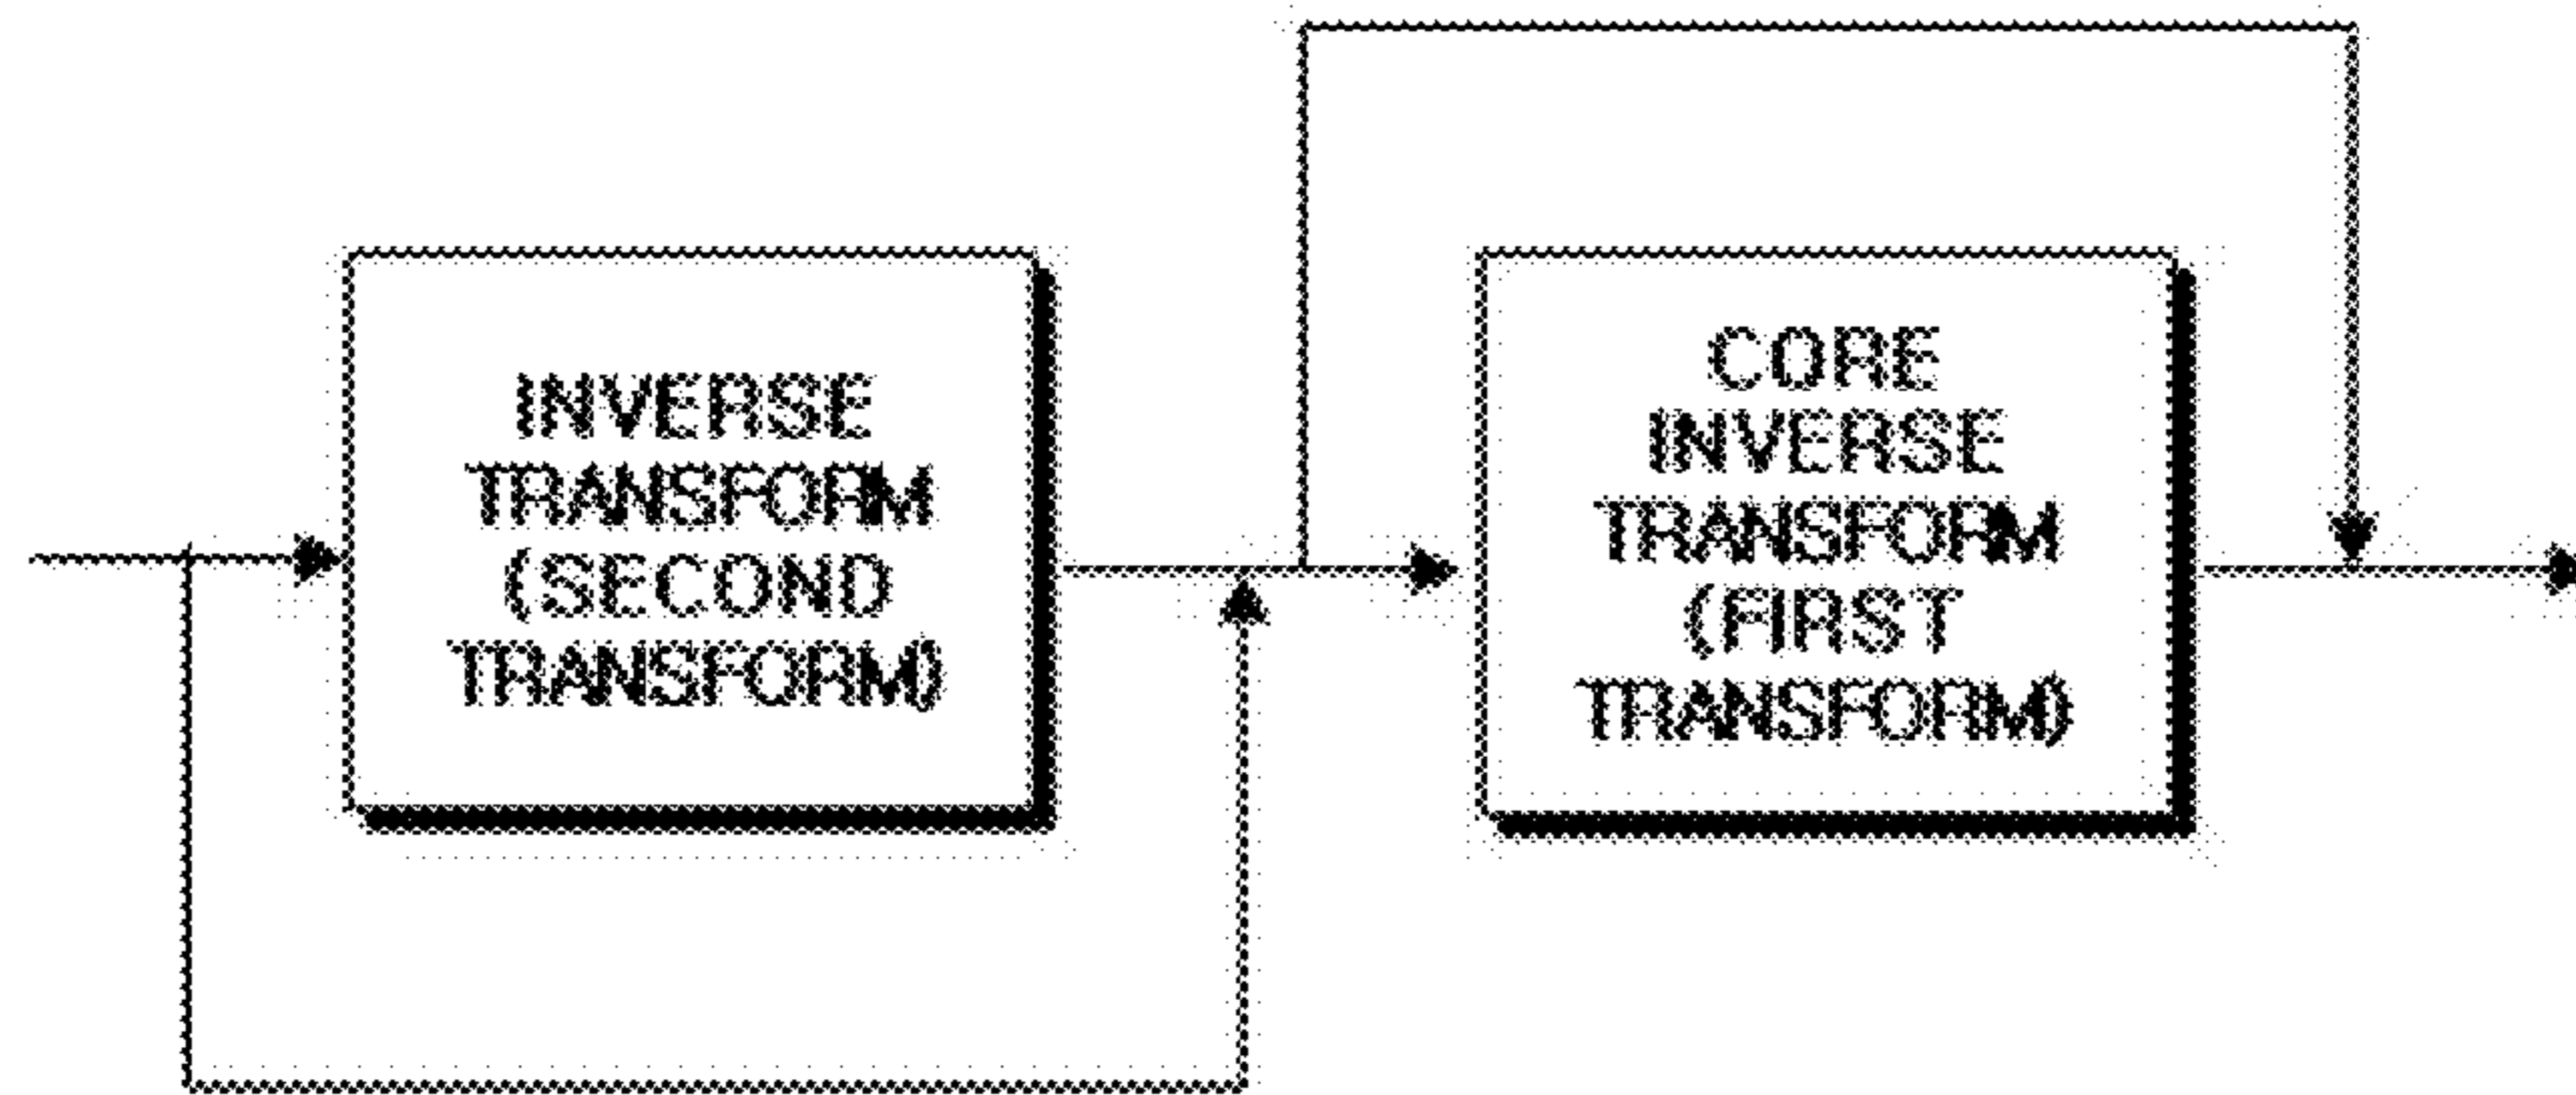 INVERSE
TRANSFORM
(SECOND
TRANSFORM)
CORE
INVERSE
TRANSFORM
(FIRST
TRANSFORM)